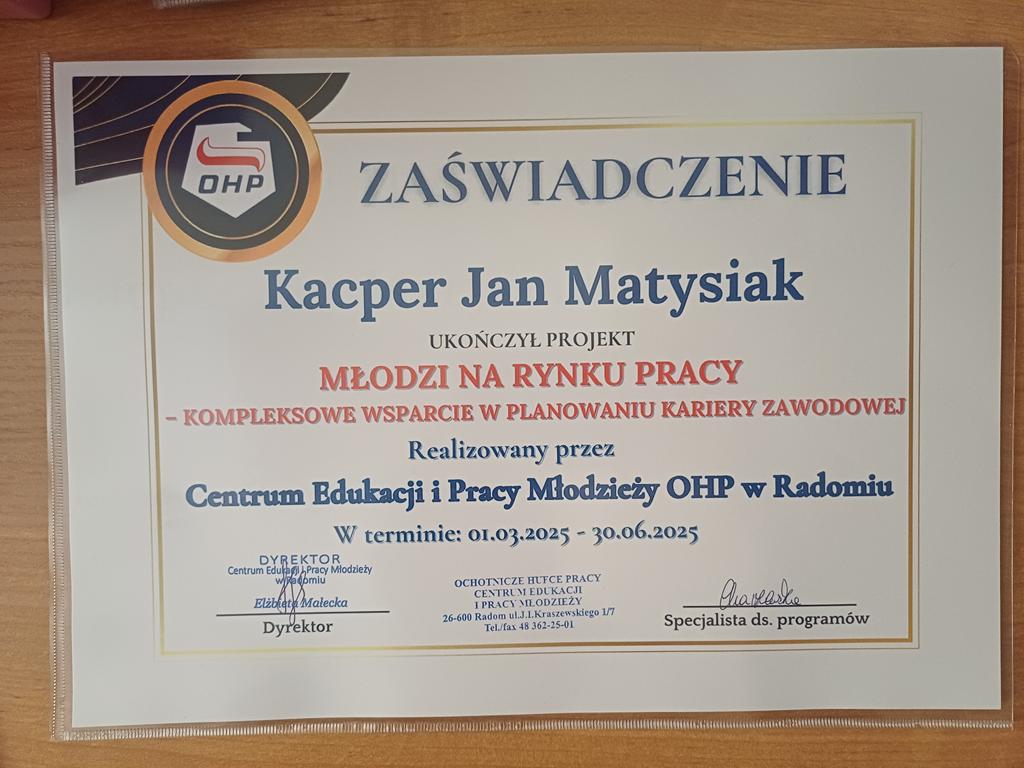 OHP
ZAŚWIADCZENIE
Kacper Jan Matysiak
UKOŃCZYŁ PROJEKT
MŁODZI NA RYNKU PRACY
– KOMPLEKSOWE WSPARCIE W PLANOWANIU KARIERY ZAWODOWEJ
Realizowany przez
Centrum Edukacji i Pracy Młodzieży OHP w Radomiu
W terminie: 01.03.2025 - 30.06.2025
DYREKTOR
Centrum Edukacji i Pracy Młodzieży
w Radomiu
Elżbieta Małecka
Dyrektor
OCHOTNICZE HUFCE PRACY
CENTRUM EDUKACJI
I PRACY MŁODZIEŻY
26-600 Radom ul.J.I.Kraszewskiego 1/7
Tel./fax 48 362-25-01
Specjalista ds. programów